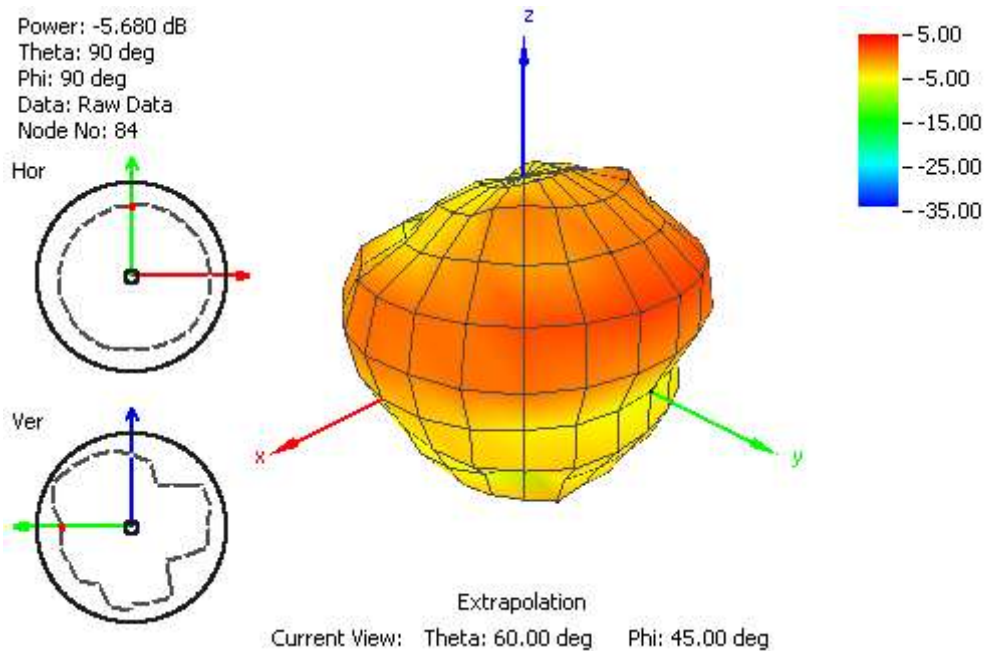 Power: -5.680 dB
Theta: 90 deg
Phi: 90 deg
Data: Raw Data
Node No: 84
Hor
Ver
z
x
y
5.00
-5.00
-15.00
-25.00
-35.00
Extrapolation
Current View: Theta: 60.00 deg Phi: 45.00 deg